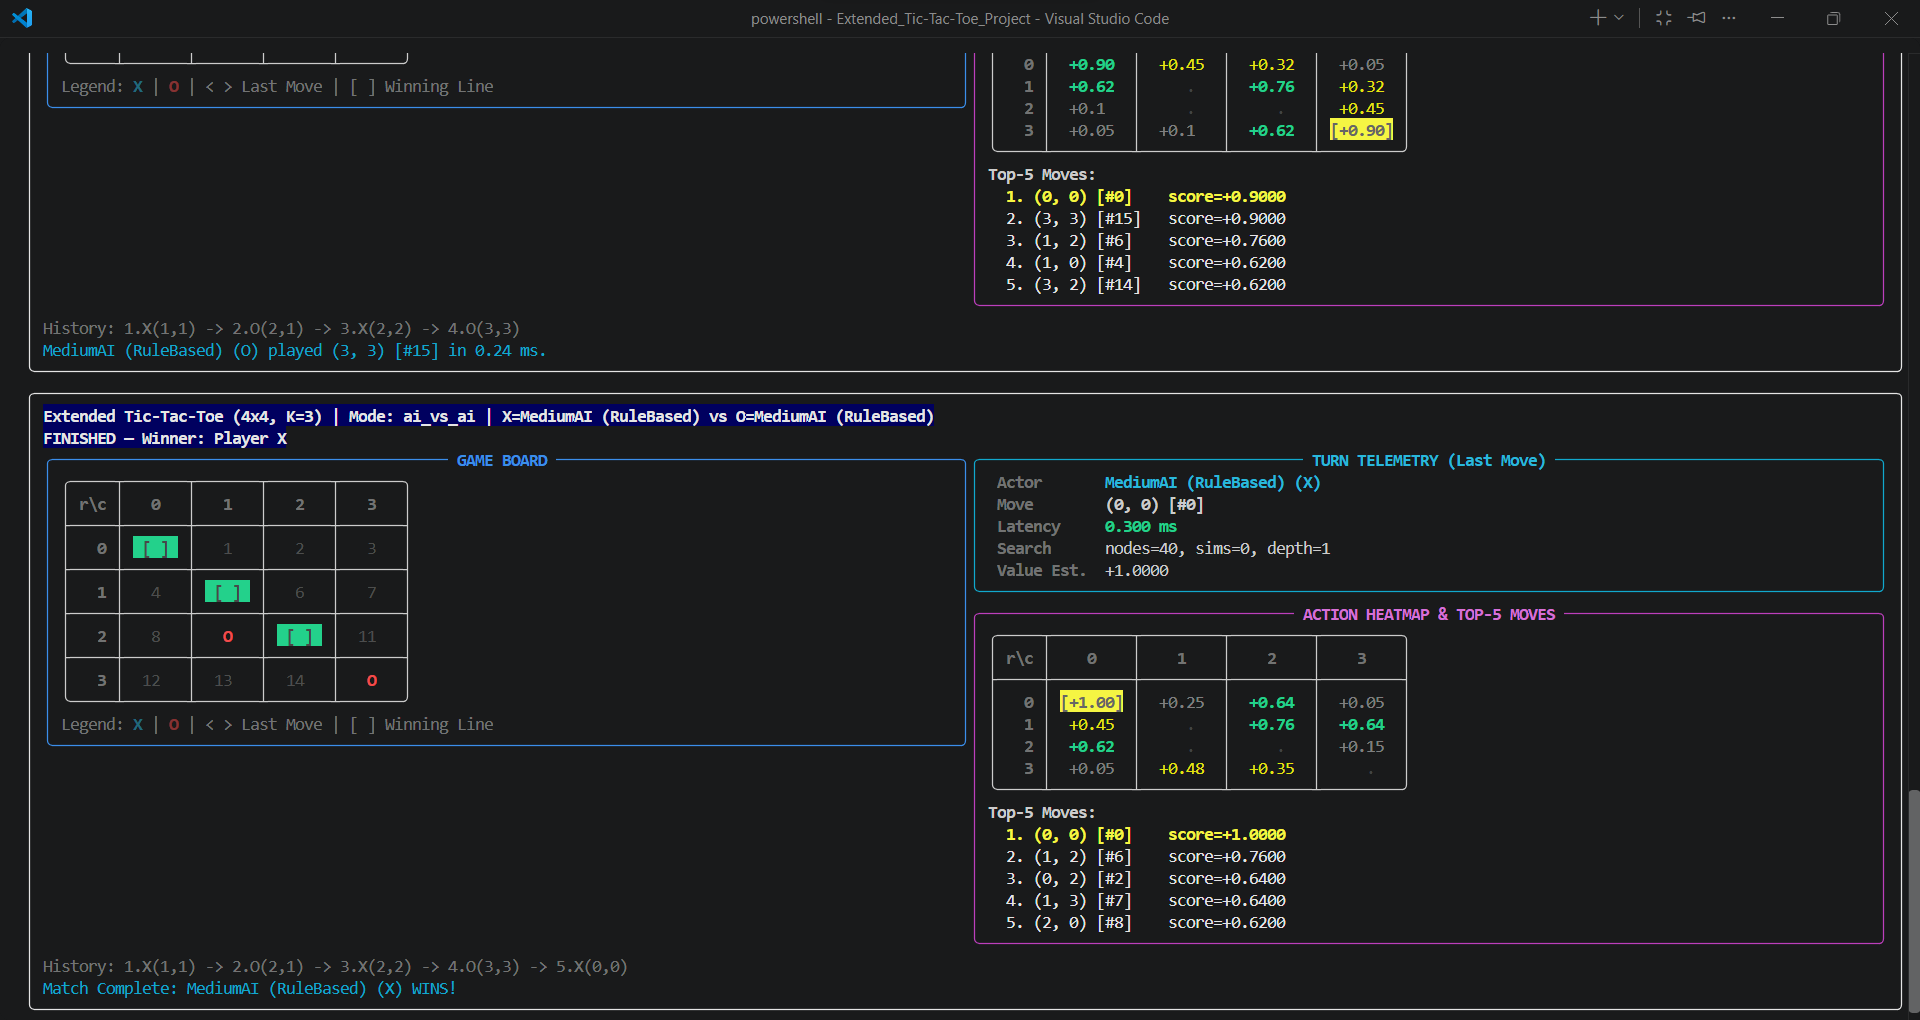 powershell - Extended_Tic-Tac-Toe_Project - Visual Studio Code
Legend: X | O | < > Last Move | [ ] Winning Line
0 +0.90 +0.45 +0.32 +0.05
1 +0.62 . +0.76 +0.32
2 +0.1 . . +0.45
3 +0.05 +0.1 +0.62 [+0.90]
Top-5 Moves:
1. (0, 0) [#0] score=+0.9000
2. (3, 3) [#15] score=+0.9000
3. (1, 2) [#6] score=+0.7600
4. (1, 0) [#4] score=+0.6200
5. (3, 2) [#14] score=+0.6200
History: 1.X(1,1) -> 2.O(2,1) -> 3.X(2,2) -> 4.O(3,3)
MediumAI (RuleBased) (O) played (3, 3) [#15] in 0.24 ms.
Extended Tic-Tac-Toe (4x4, K=3) | Mode: ai_vs_ai | X=MediumAI (RuleBased) vs O=MediumAI (RuleBased)
FINISHED — Winner: Player X
GAME BOARD
r\c 0 1 2 3
0 [ ] 1 2 3
1 4 [ ] 6 7
2 8 O [ ] 11
3 12 13 14 O
Legend: X | O | < > Last Move | [ ] Winning Line
TURN TELEMETRY (Last Move)
Actor MediumAI (RuleBased) (X)
Move (0, 0) [#0]
Latency 0.300 ms
Search nodes=40, sims=0, depth=1
Value Est. +1.0000
ACTION HEATMAP & TOP-5 MOVES
r\c 0 1 2 3
0 [+1.00] +0.25 +0.64 +0.05
1 +0.45 . +0.76 +0.64
2 +0.62 . . +0.15
3 +0.05 +0.48 +0.35 .
Top-5 Moves:
1. (0, 0) [#0] score=+1.0000
2. (1, 2) [#6] score=+0.7600
3. (0, 2) [#2] score=+0.6400
4. (1, 3) [#7] score=+0.6400
5. (2, 0) [#8] score=+0.6200
History: 1.X(1,1) -> 2.O(2,1) -> 3.X(2,2) -> 4.O(3,3) -> 5.X(0,0)
Match Complete: MediumAI (RuleBased) (X) WINS!